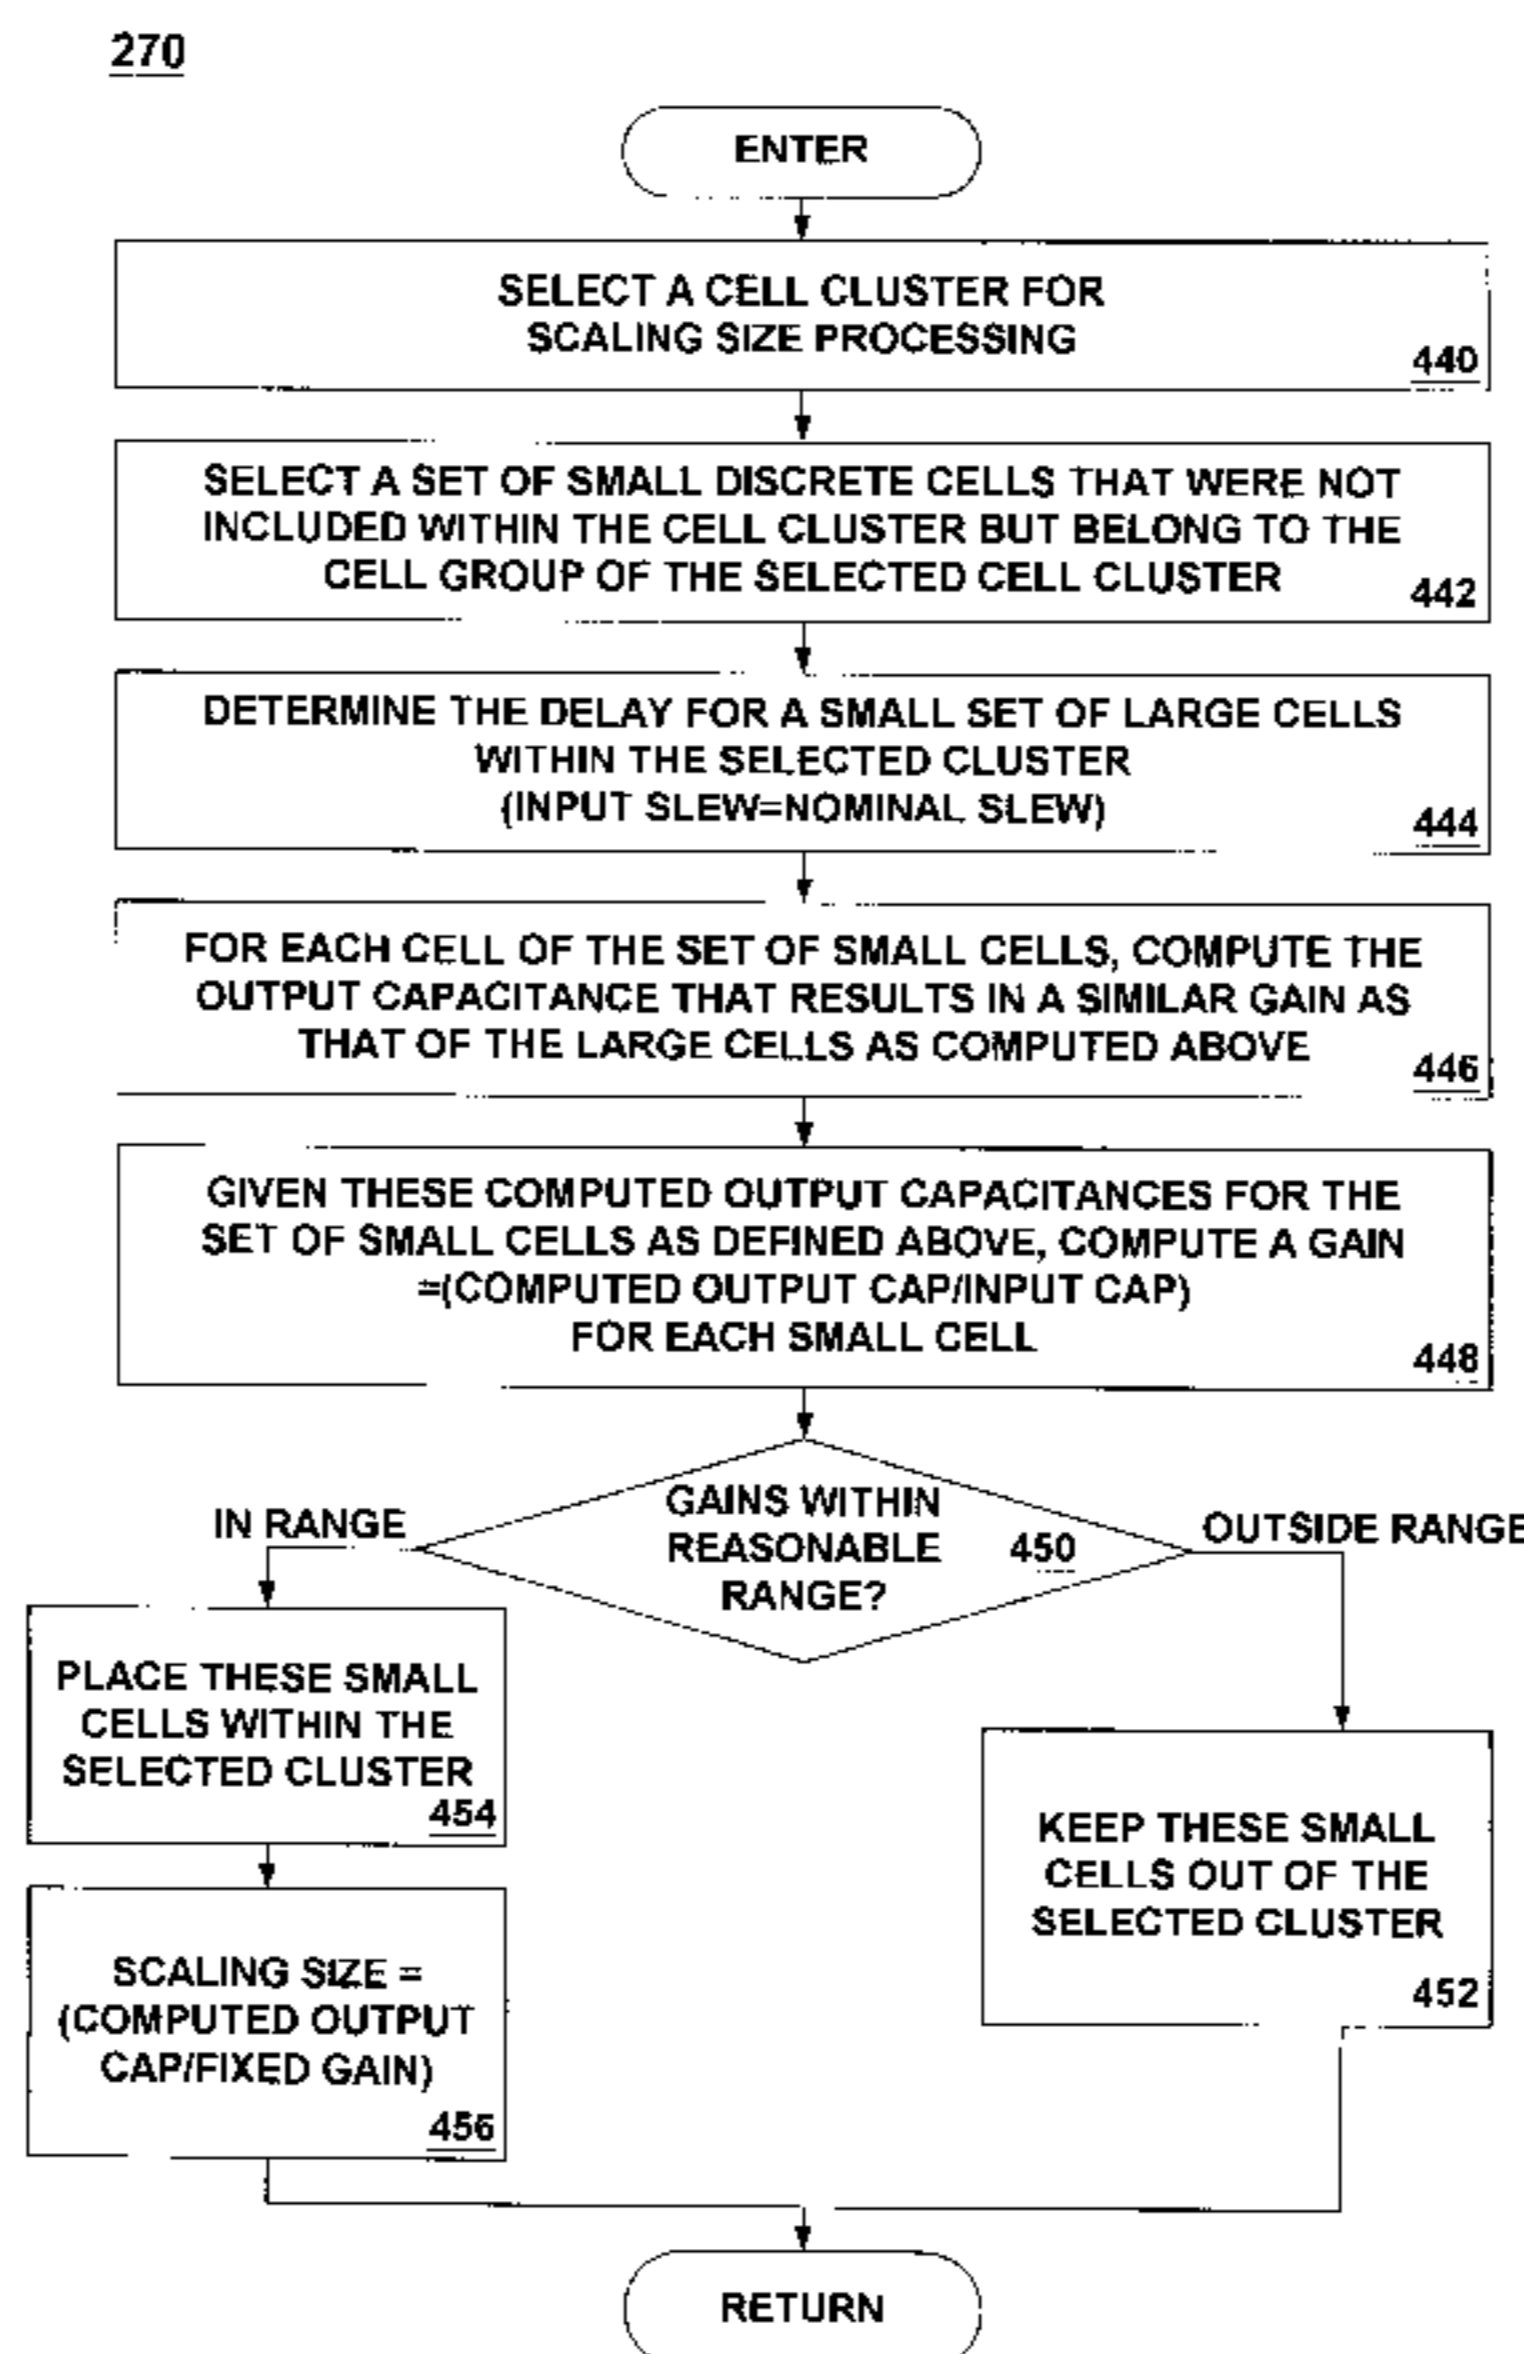 270
ENTER
SELECT A CELL CLUSTER FOR
SCALING SIZE PROCESSING
440
SELECT A SET OF SMALL DISCRETE CELLS THAT WERE NOT
INCLUDED WITHIN THE CELL CLUSTER BUT BELONG TO THE
CELL GROUP OF THE SELECTED CELL CLUSTER
442
DETERMINE THE DELAY FOR A SMALL SET OF LARGE CELLS
WITHIN THE SELECTED CLUSTER
(INPUT SLEW=NOMINAL SLEW)
444
FOR EACH CELL OF THE SET OF SMALL CELLS, COMPUTE THE
OUTPUT CAPACITANCE THAT RESULTS IN A SIMILAR GAIN AS
THAT OF THE LARGE CELLS AS COMPUTED ABOVE
446
GIVEN THESE COMPUTED OUTPUT CAPACITANCES FOR THE
SET OF SMALL CELLS AS DEFINED ABOVE, COMPUTE A GAIN
=(COMPUTED OUTPUT CAP/INPUT CAP)
FOR EACH SMALL CELL
448
GAINS WITHIN
REASONABLE
RANGE?
450
IN RANGE
OUTSIDE RANGE
PLACE THESE SMALL
CELLS WITHIN THE
SELECTED CLUSTER
454
SCALING SIZE =
(COMPUTED OUTPUT
CAP/FIXED GAIN)
456
KEEP THESE SMALL
CELLS OUT OF THE
SELECTED CLUSTER
452
RETURN